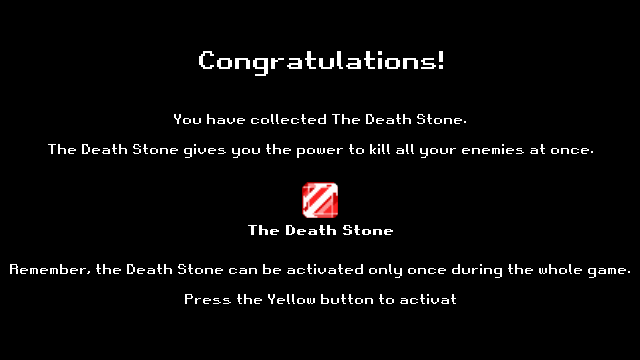 Congratulations!
You have collected The Death Stone.
The Death Stone gives you the power to kill all your enemies at once.
The Death Stone
Remember, the Death Stone can be activated only once during the whole game.
Press the Yellow button to activat